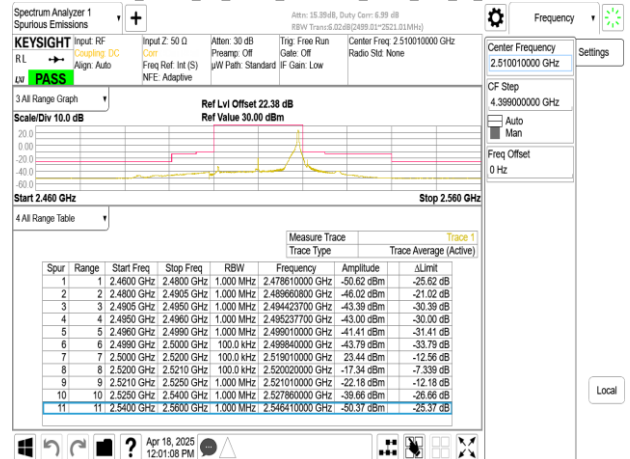 Spectrum Analyzer 1
Spurious Emissions
Atten: 15.39dB, Duty Corr: 6.99 dB
RBW Trans:6.02dB(2499.01~2521.01MHz)
Frequency
KEYSIGHT Input: RF Input Z: 50 Ω Atten: 30 dB Trig: Free Run Center Freq: 2.510010000 GHz
RL Coupling: DC Corr Preamp: Off Gate: Off Radio Std: None
Align: Auto Freq Ref: Int (S) µW Path: Standard IF Gain: Low
LXI PASS NFE: Adaptive
Center Frequency
2.510010000 GHz
Settings
CF Step
4.399000000 GHz
Auto
Man
Freq Offset
0 Hz
3 All Range Graph
Ref Lvl Offset 22.38 dB
Scale/Div 10.0 dB Ref Value 30.00 dBm
20.0
0.00
-20.0
-40.0
-60.0
Start 2.460 GHz Stop 2.560 GHz
4 All Range Table
Measure Trace Trace 1
Trace Type Trace Average (Active)
Spur Range Start Freq Stop Freq RBW Frequency Amplitude ΔLimit
1 1 2.4600 GHz 2.4800 GHz 1.000 MHz 2.478610000 GHz -50.62 dBm -25.62 dB
2 2 2.4800 GHz 2.4905 GHz 1.000 MHz 2.489660800 GHz -46.02 dBm -21.02 dB
3 3 2.4905 GHz 2.4950 GHz 1.000 MHz 2.494423700 GHz -43.39 dBm -30.39 dB
4 4 2.4950 GHz 2.4960 GHz 1.000 MHz 2.495237700 GHz -43.00 dBm -30.00 dB
5 5 2.4960 GHz 2.4990 GHz 1.000 MHz 2.499010000 GHz -41.41 dBm -31.41 dB
6 6 2.4990 GHz 2.5000 GHz 100.0 kHz 2.499840000 GHz -43.79 dBm -33.79 dB
7 7 2.5000 GHz 2.5200 GHz 100.0 kHz 2.519010000 GHz 23.44 dBm -12.56 dB
8 8 2.5200 GHz 2.5210 GHz 100.0 kHz 2.520020000 GHz -17.34 dBm -7.339 dB
9 9 2.5210 GHz 2.5250 GHz 1.000 MHz 2.521010000 GHz -22.18 dBm -12.18 dB
10 10 2.5250 GHz 2.5400 GHz 1.000 MHz 2.527860000 GHz -39.66 dBm -26.66 dB
11 11 2.5400 GHz 2.5600 GHz 1.000 MHz 2.546410000 GHz -50.37 dBm -25.37 dB
Local
Apr 18, 2025
12:01:08 PM